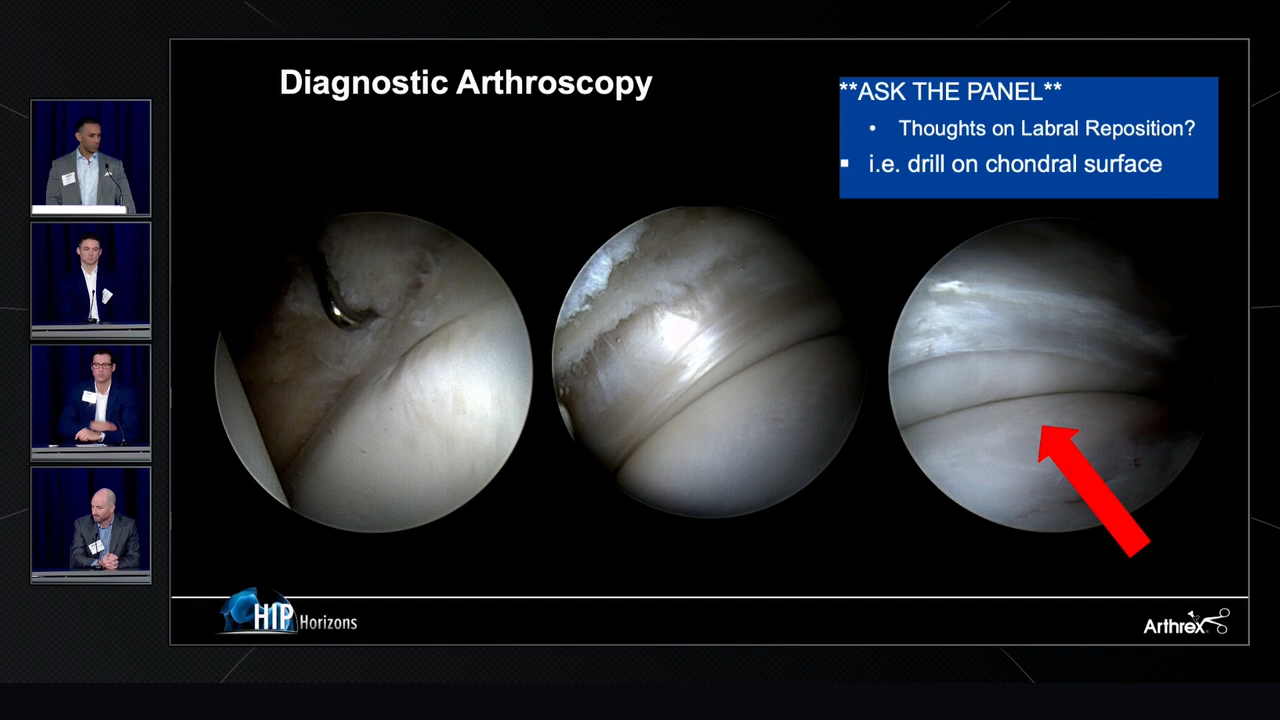 Diagnostic Arthroscopy
**ASK THE PANEL**
• Thoughts on Labral Reposition?
▪ i.e. drill on chondral surface
HIP Horizons
Arthrex